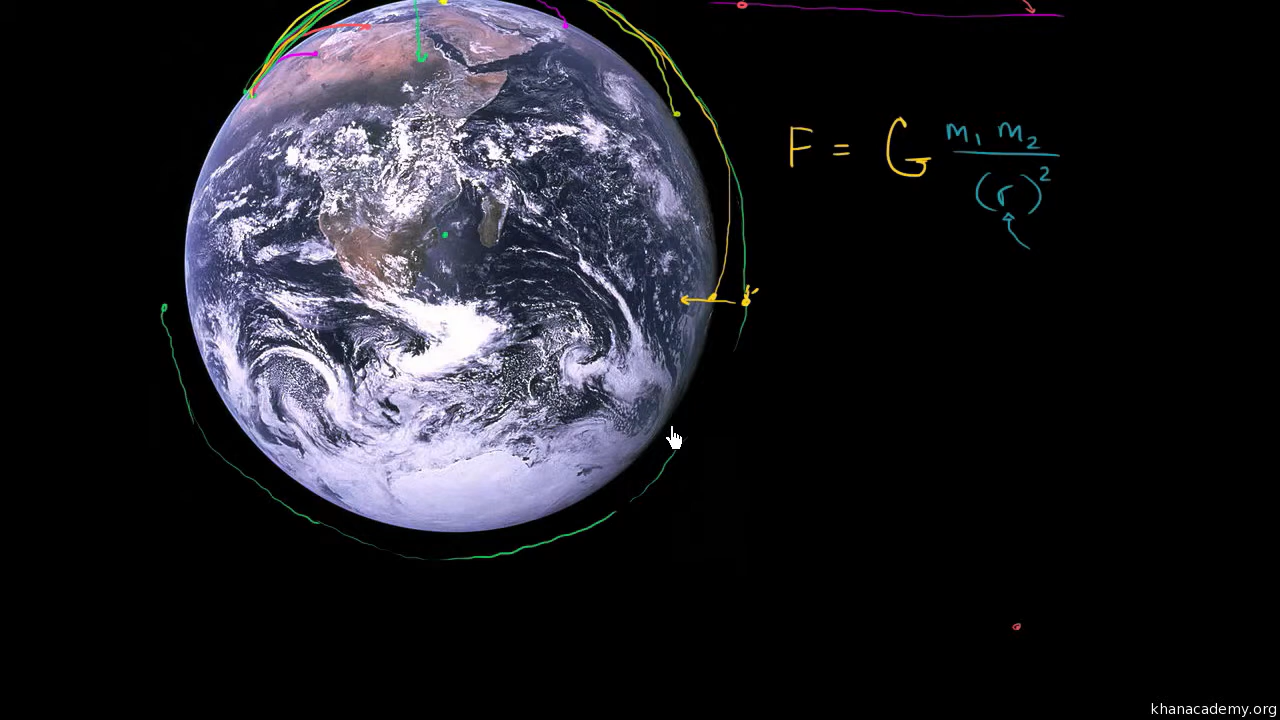 F = G m₁ m₂ / (r)²
khanacademy.org